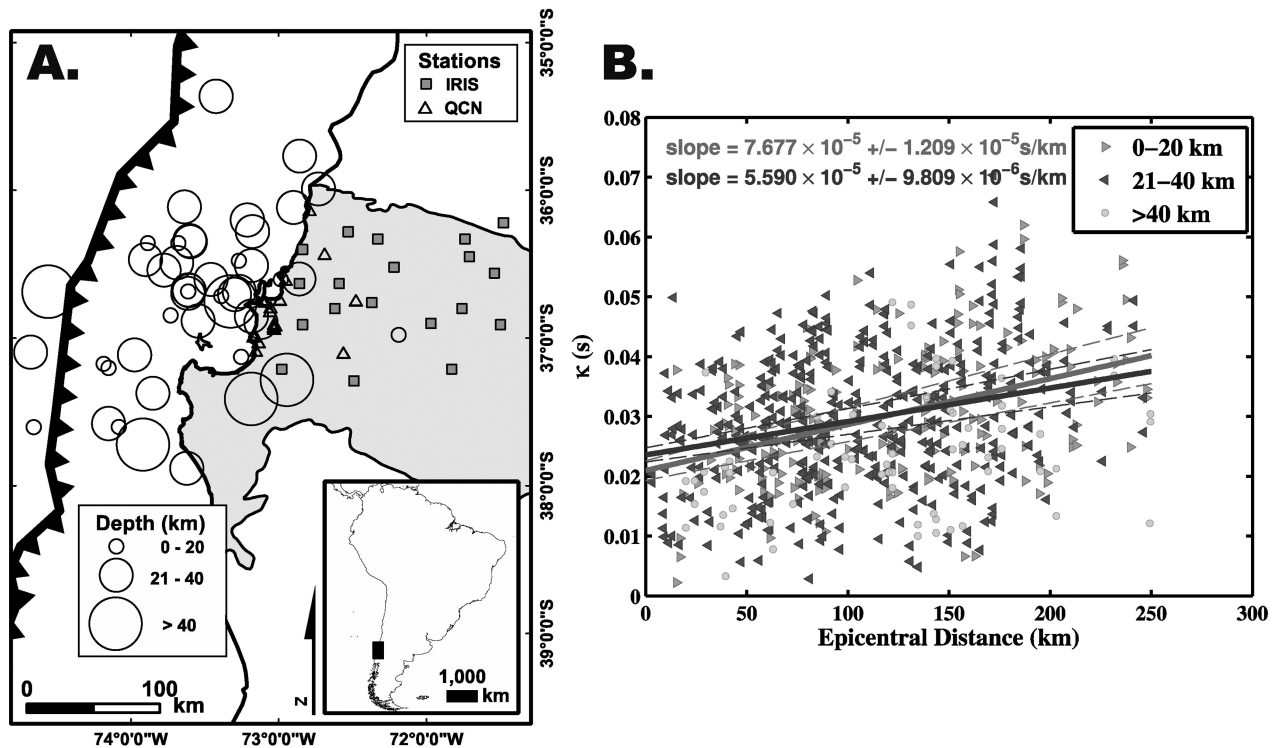 A.
Stations
IRIS
QCN
35°0'0"S
36°0'0"S
37°0'0"S
38°0'0"S
39°0'0"S
Depth (km)
0 - 20
21 - 40
> 40
0 100
km
N
1,000
km
74°0'0"W 73°0'0"W 72°0'0"W
B.
slope = 7.677 × 10⁻⁵ +/− 1.209 × 10⁻⁵s/km
slope = 5.590 × 10⁻⁵ +/− 9.809 × 10⁻⁶s/km
0–20 km
21–40 km
>40 km
0.08
0.07
0.06
0.05
0.04
0.03
0.02
0.01
0
κ (s)
0 50 100 150 200 250 300
Epicentral Distance (km)